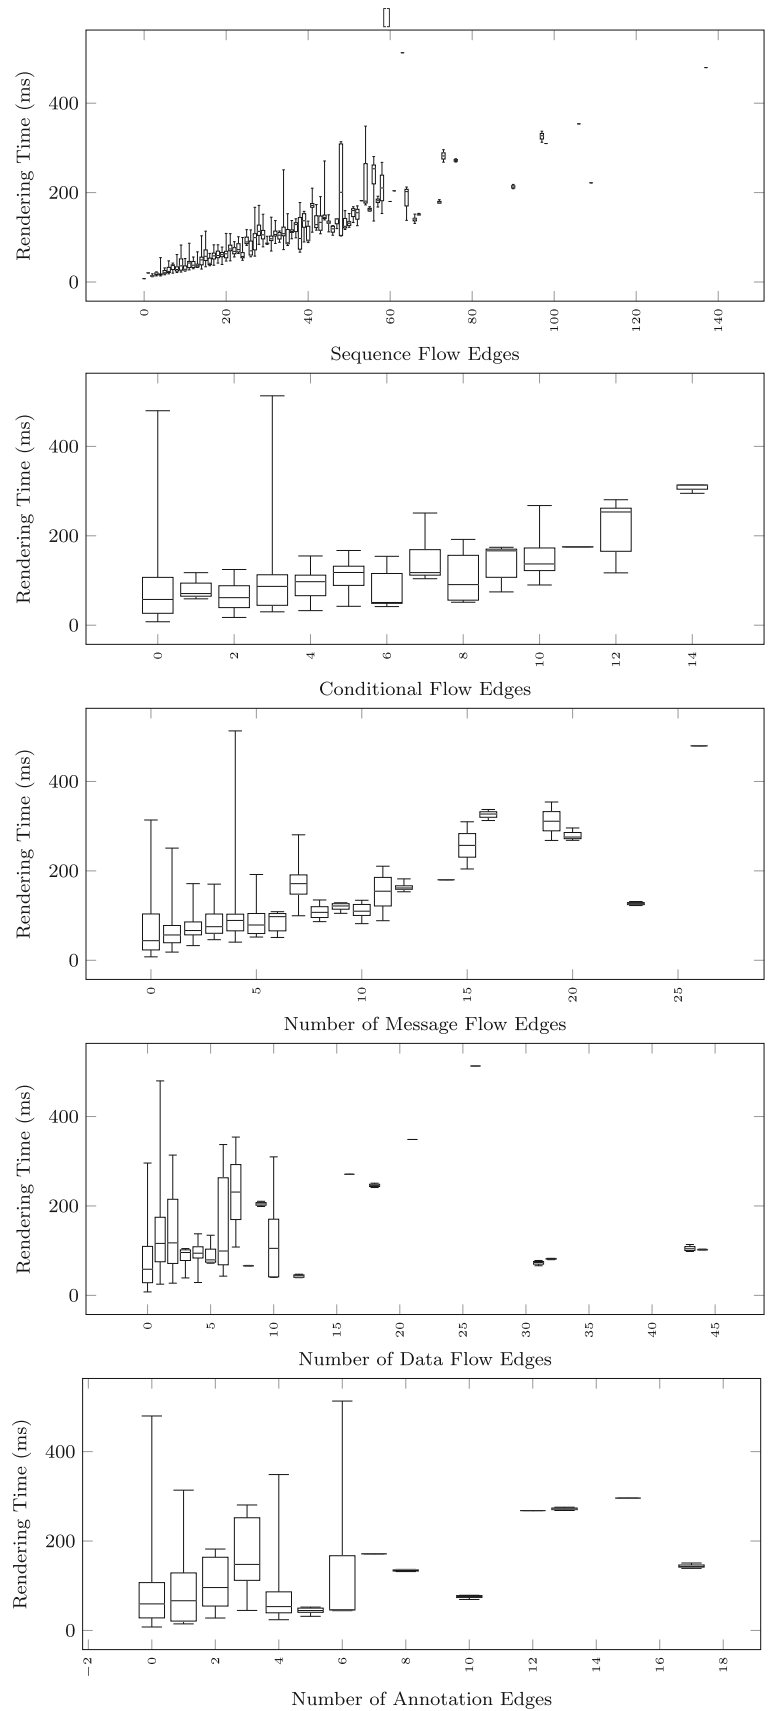 Rendering Time (ms)
400
200
0
0 20 40 60 80 100 120 140
Sequence Flow Edges
Rendering Time (ms)
400
200
0
0 2 4 6 8 10 12 14
Conditional Flow Edges
Rendering Time (ms)
400
200
0
0 5 10 15 20 25
Number of Message Flow Edges
Rendering Time (ms)
400
200
0
0 5 10 15 20 25 30 35 40 45
Number of Data Flow Edges
Rendering Time (ms)
400
200
0
−2 0 2 4 6 8 10 12 14 16 18
Number of Annotation Edges